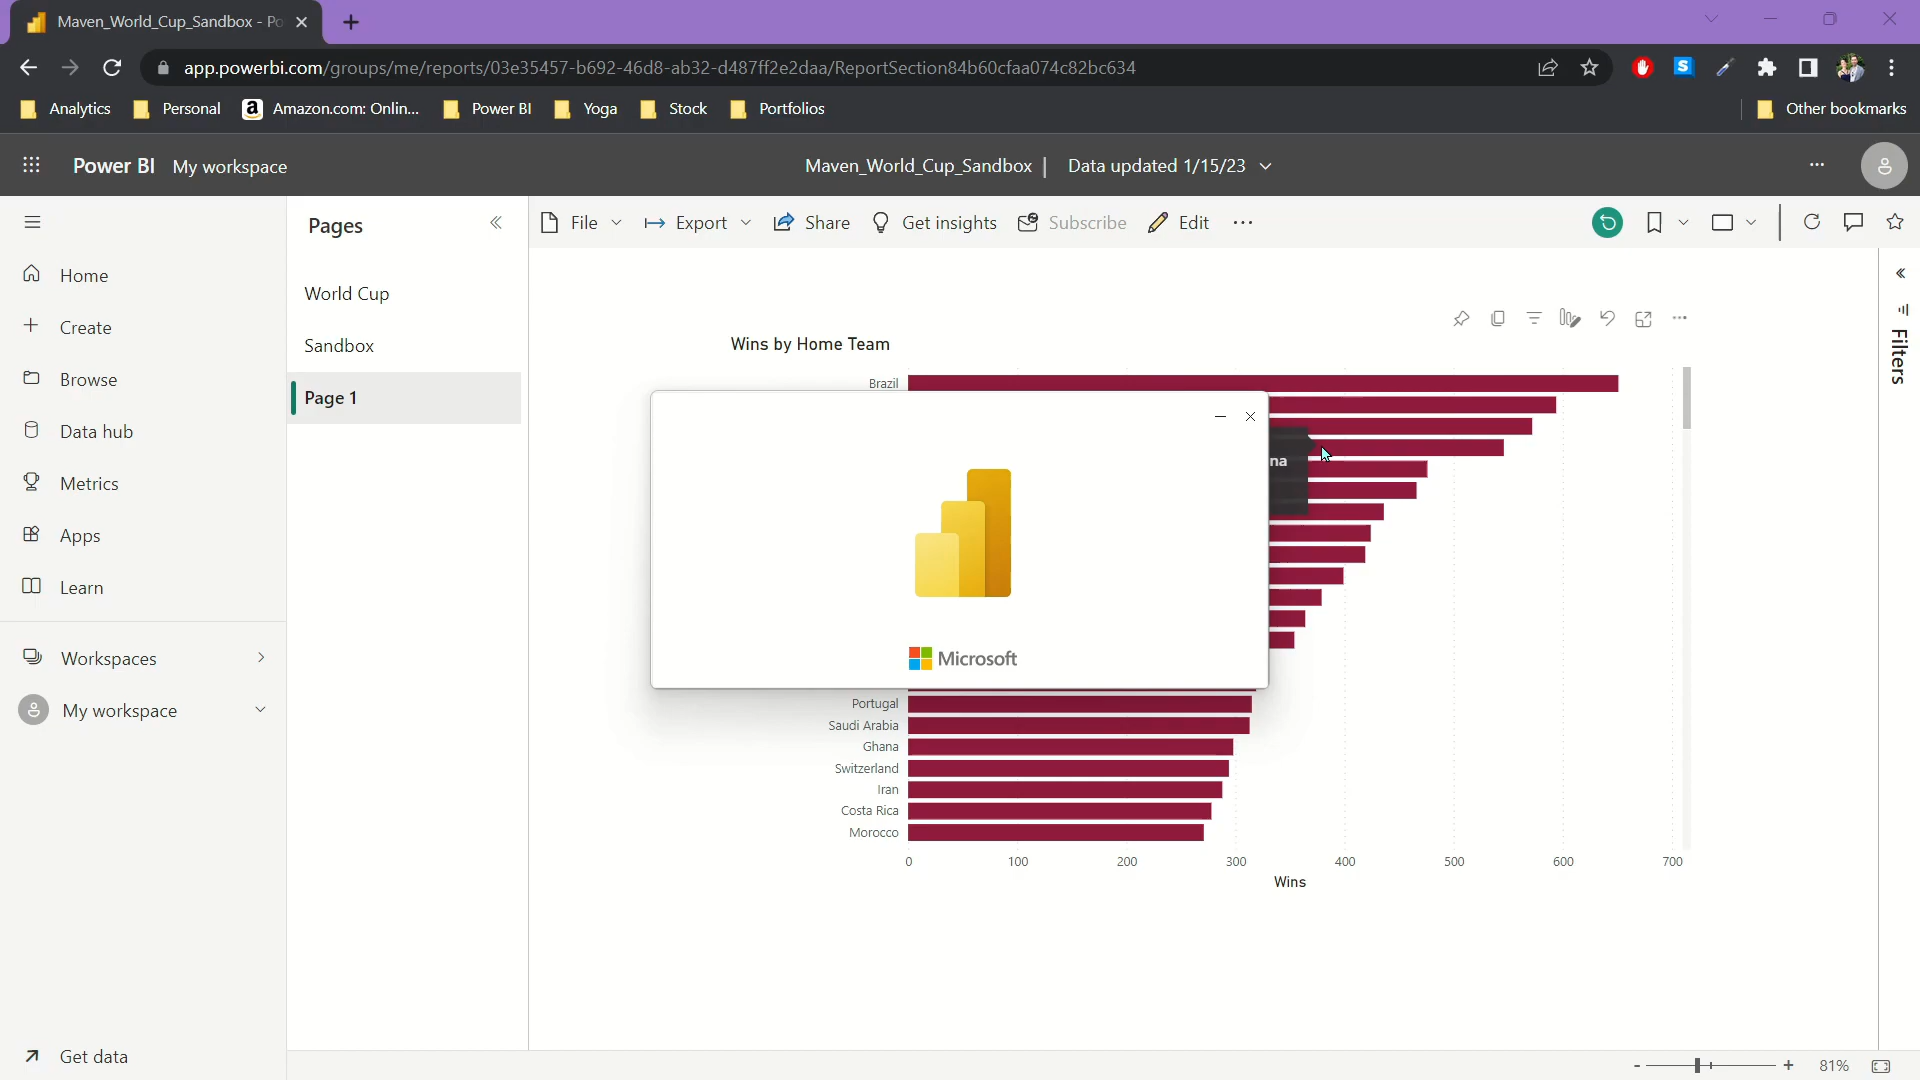 Maven_World_Cup_Sandbox - Po
app.powerbi.com/groups/me/reports/03e35457-b692-46d8-ab32-d487ff2e2daa/ReportSection84b60cfaa074c82bc634
Analytics
Personal
Amazon.com: Onlin...
Power BI
Yoga
Stock
Portfolios
Other bookmarks
Power BI My workspace
Maven_World_Cup_Sandbox | Data updated 1/15/23
Home
Create
Browse
Data hub
Metrics
Apps
Learn
Workspaces
My workspace
Get data
Pages
World Cup
Sandbox
Page 1
File
Export
Share
Get insights
Subscribe
Edit
Filters
Wins by Home Team
Brazil
na
Microsoft
Portugal
Saudi Arabia
Ghana
Switzerland
Iran
Costa Rica
Morocco
0 100 200 300 400 500 600 700
Wins
81%